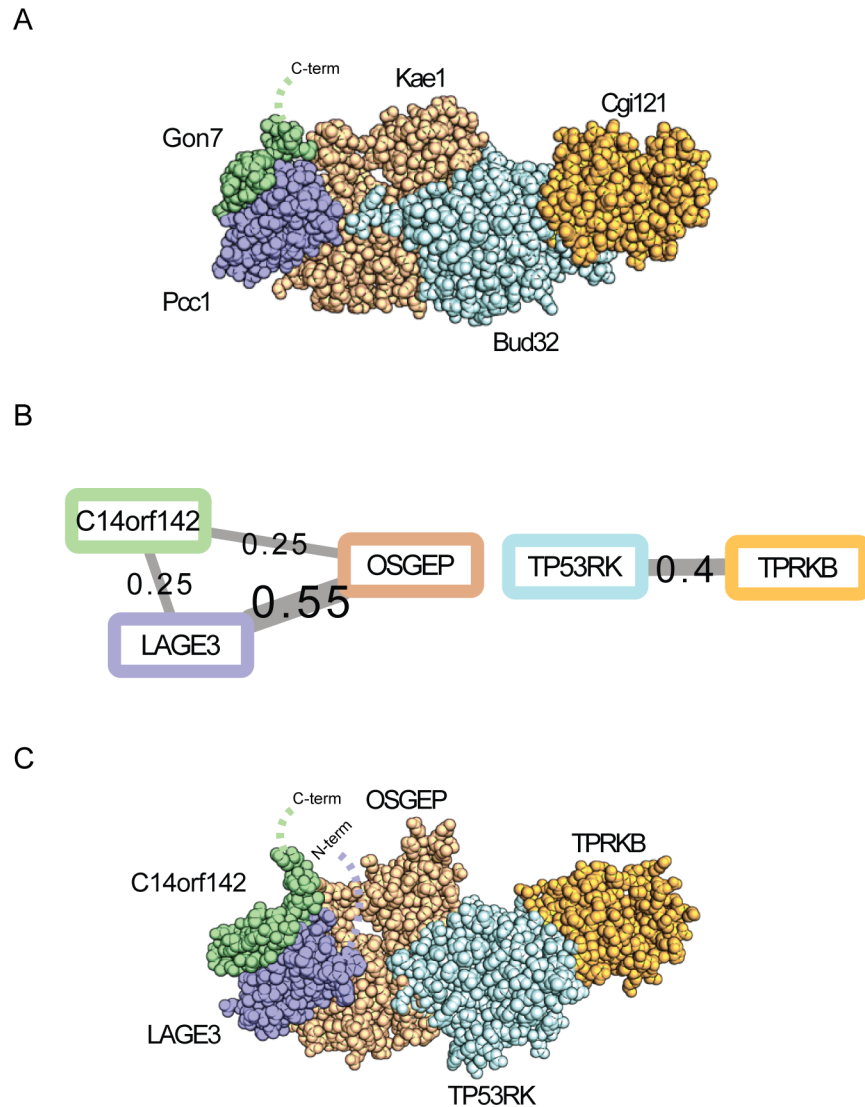 A
C-term
Kae1
Cgi121
Gon7
Pcc1
Bud32
B
C14orf142
0.25
OSGEP
TP53RK
0.4
TPRKB
0.25
0.55
LAGE3
C
C-term
OSGEP
N-term
TPRKB
C14orf142
LAGE3
TP53RK